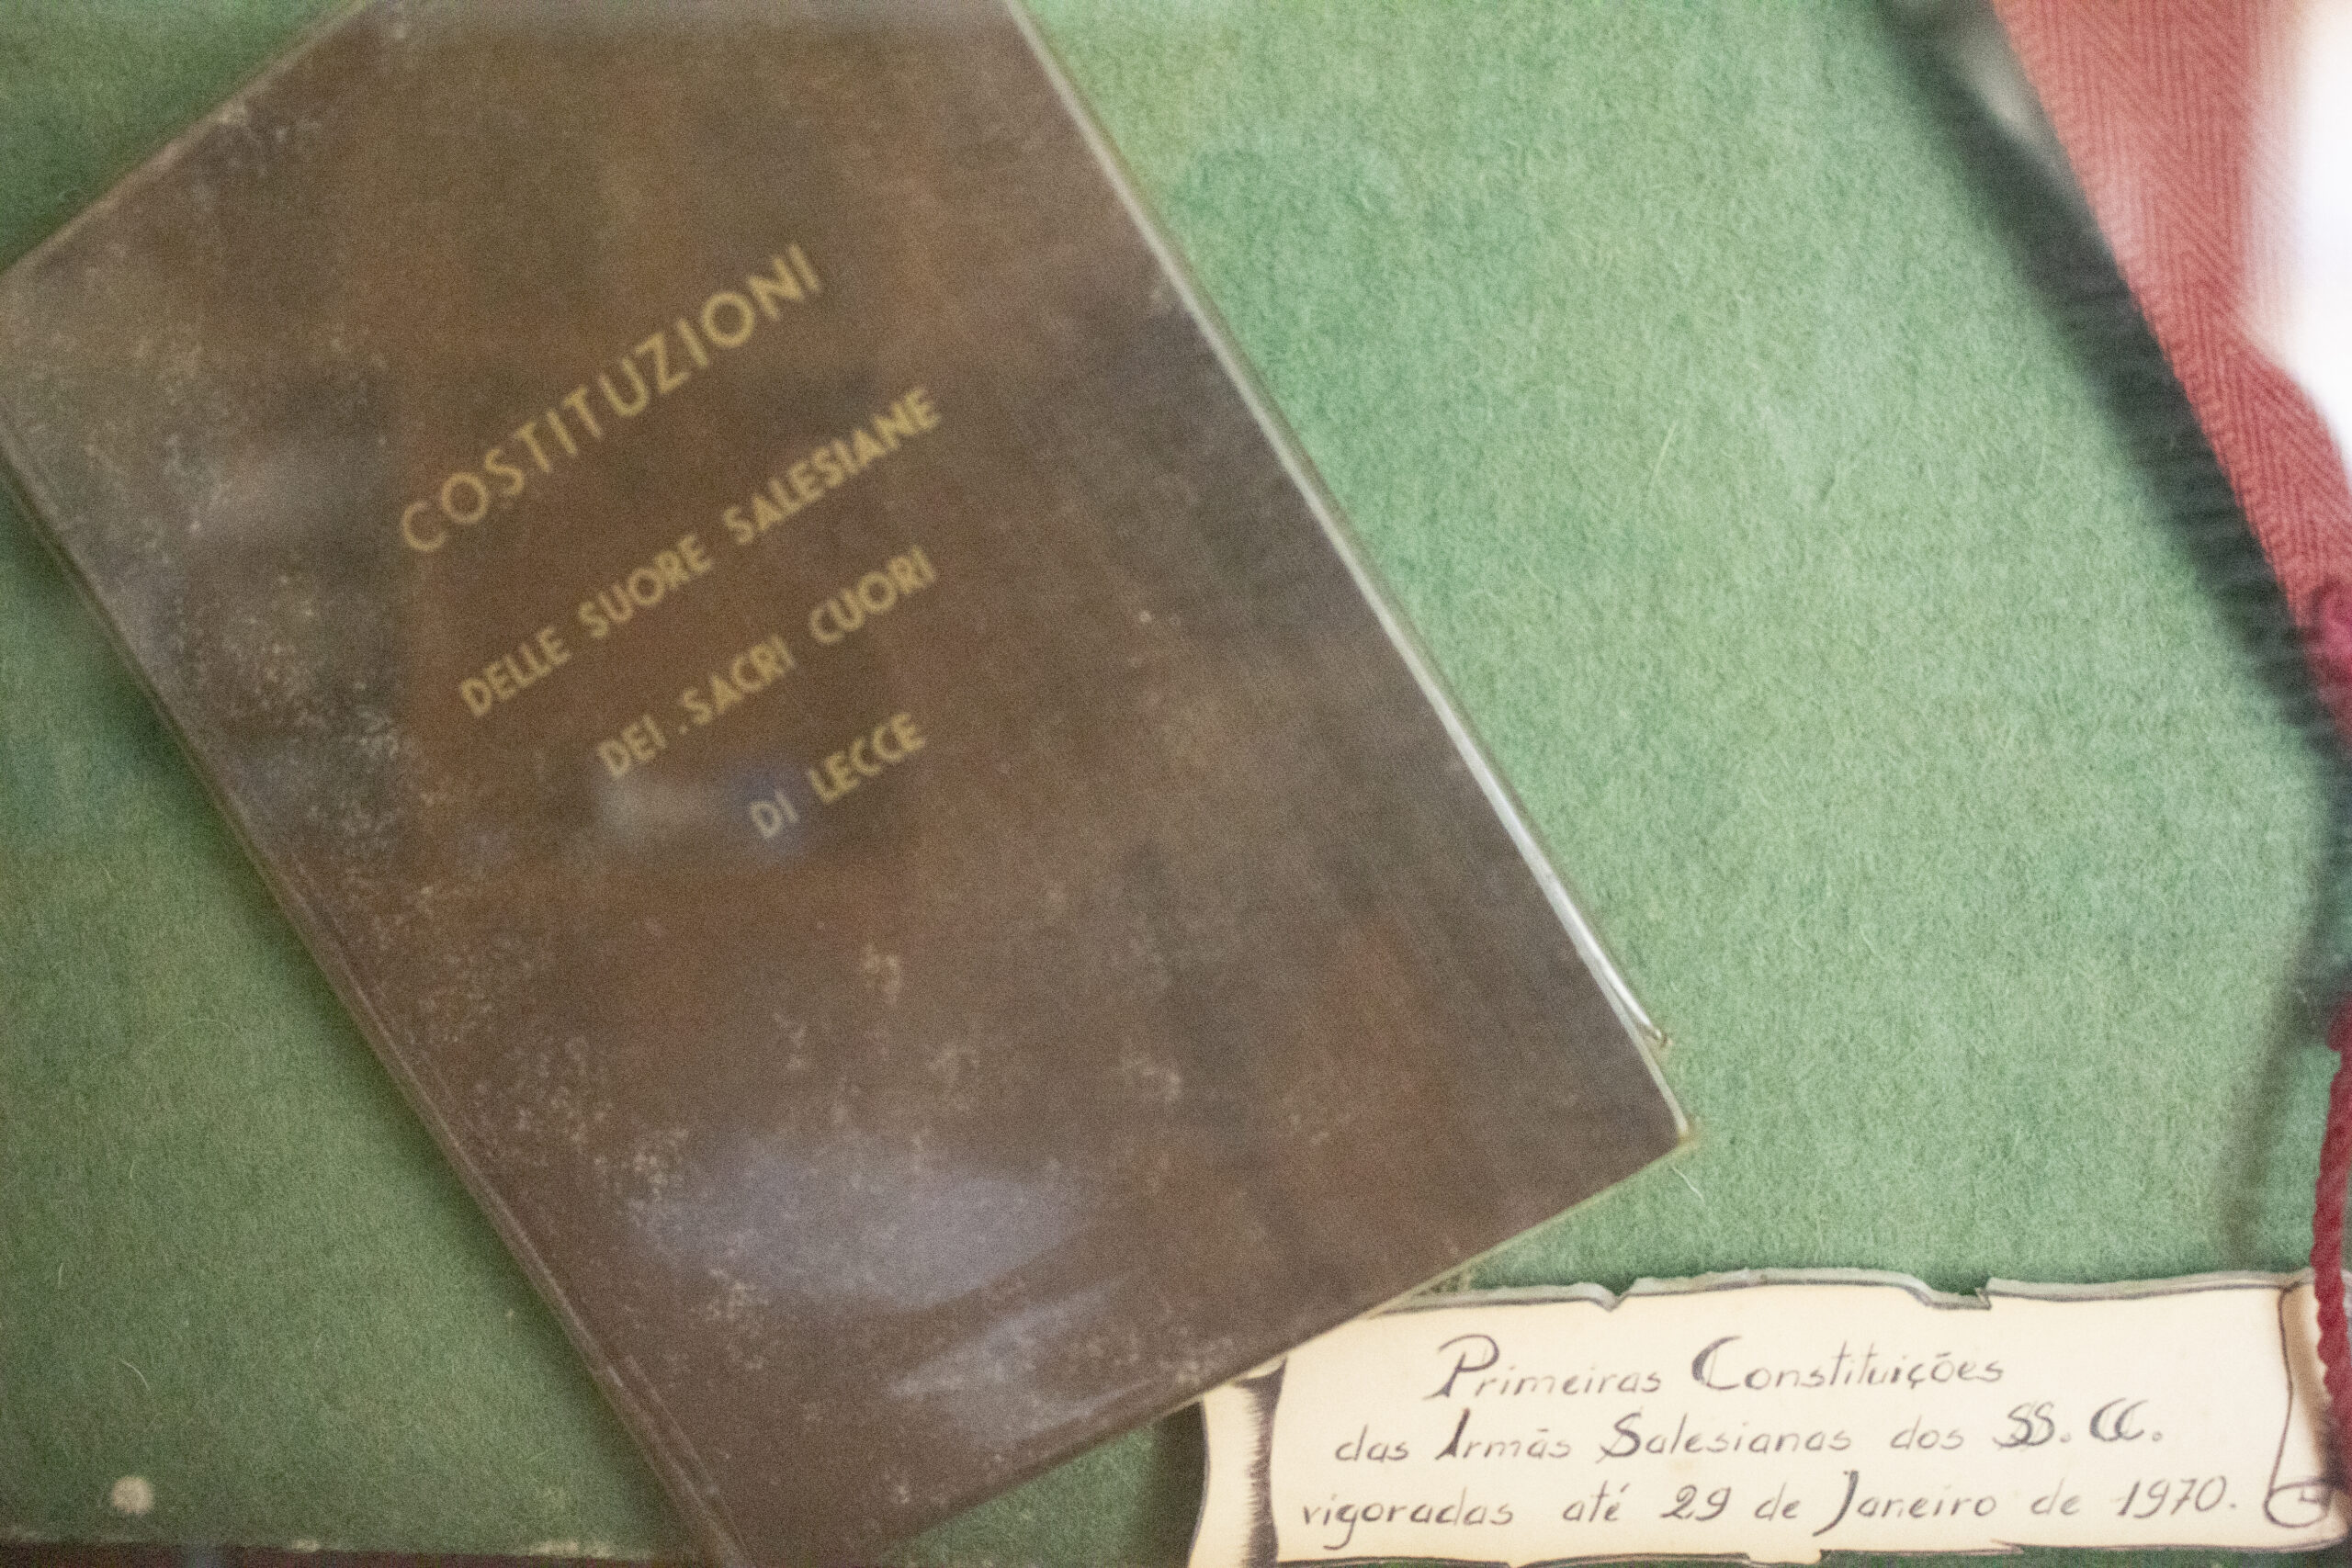 COSTITUZIONI
DELLE SUORE SALESIANE
DEI SACRI CUORI
DI LECCE
Primeiras Constituições
das Irmãs Salesianas dos SS. CC.
vigoradas até 29 de Janeiro de 1970.